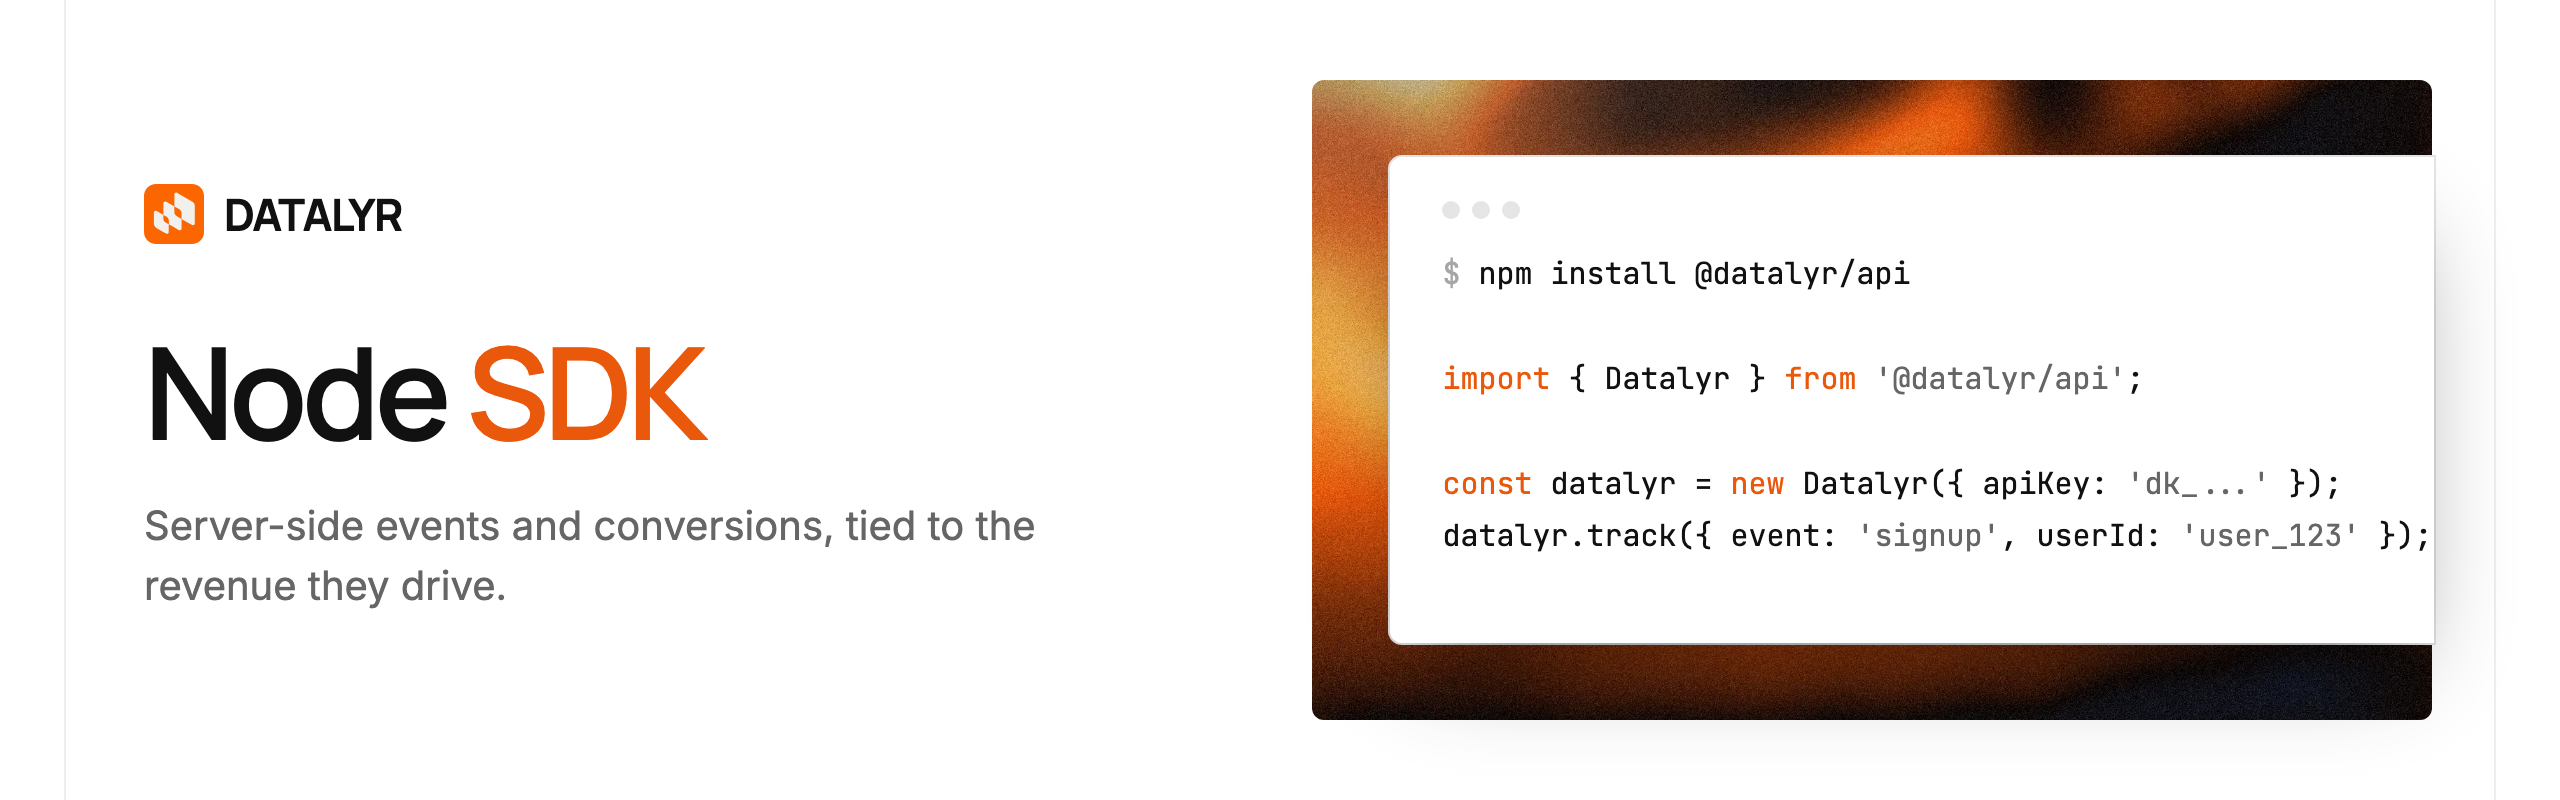 DATALYR
Node SDK
Server-side events and conversions, tied to the
revenue they drive.
$ npm install @datalyr/api
import { Datalyr } from '@datalyr/api';
const datalyr = new Datalyr({ apiKey: 'dk_...' });
datalyr.track({ event: 'signup', userId: 'user_123' });